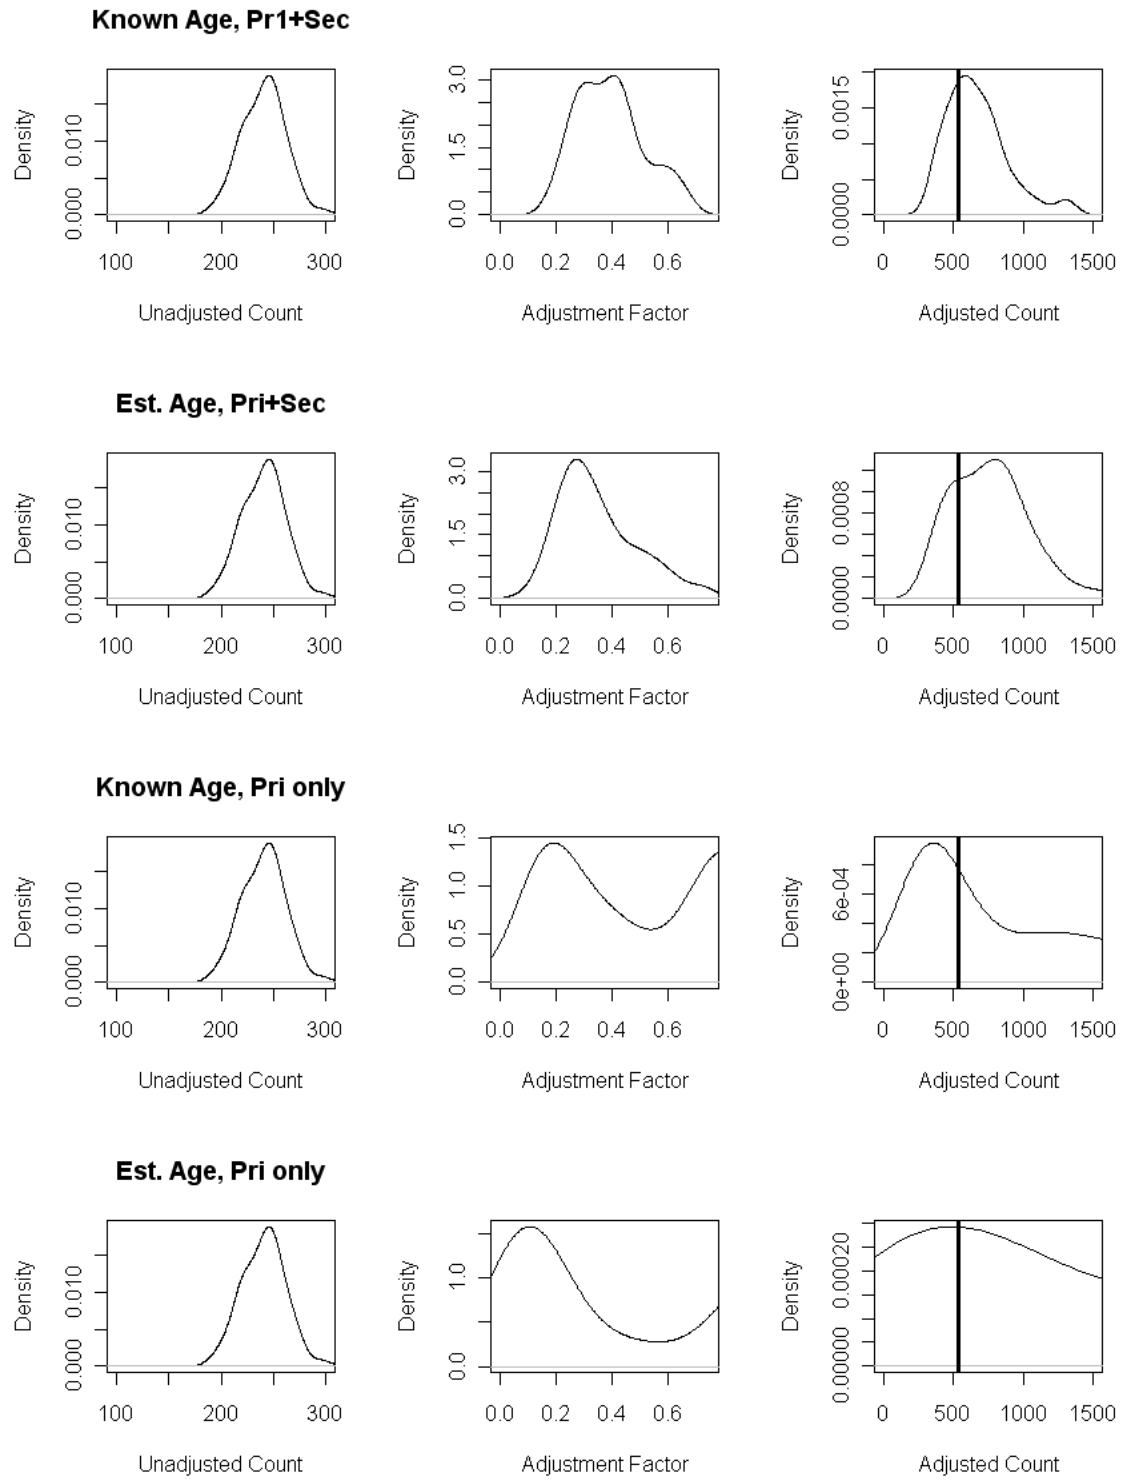 Known Age, Pr1+Sec
Density
0.000 0.010
100 200 300
Unadjusted Count
Density
0.0 1.5 3.0
0.0 0.2 0.4 0.6
Adjustment Factor
Density
0.0000 0.0015
0 500 1000 1500
Adjusted Count
Est. Age, Pri+Sec
Density
0.000 0.010
100 200 300
Unadjusted Count
Density
0.0 1.5 3.0
0.0 0.2 0.4 0.6
Adjustment Factor
Density
0.0000 0.0008
0 500 1000 1500
Adjusted Count
Known Age, Pri only
Density
0.000 0.010
100 200 300
Unadjusted Count
Density
0.0 0.5 1.0 1.5
0.0 0.2 0.4 0.6
Adjustment Factor
Density
0e+00 6e-04
0 500 1000 1500
Adjusted Count
Est. Age, Pri only
Density
0.000 0.010
100 200 300
Unadjusted Count
Density
0.0 1.0
0.0 0.2 0.4 0.6
Adjustment Factor
Density
0.00000 0.00020
0 500 1000 1500
Adjusted Count